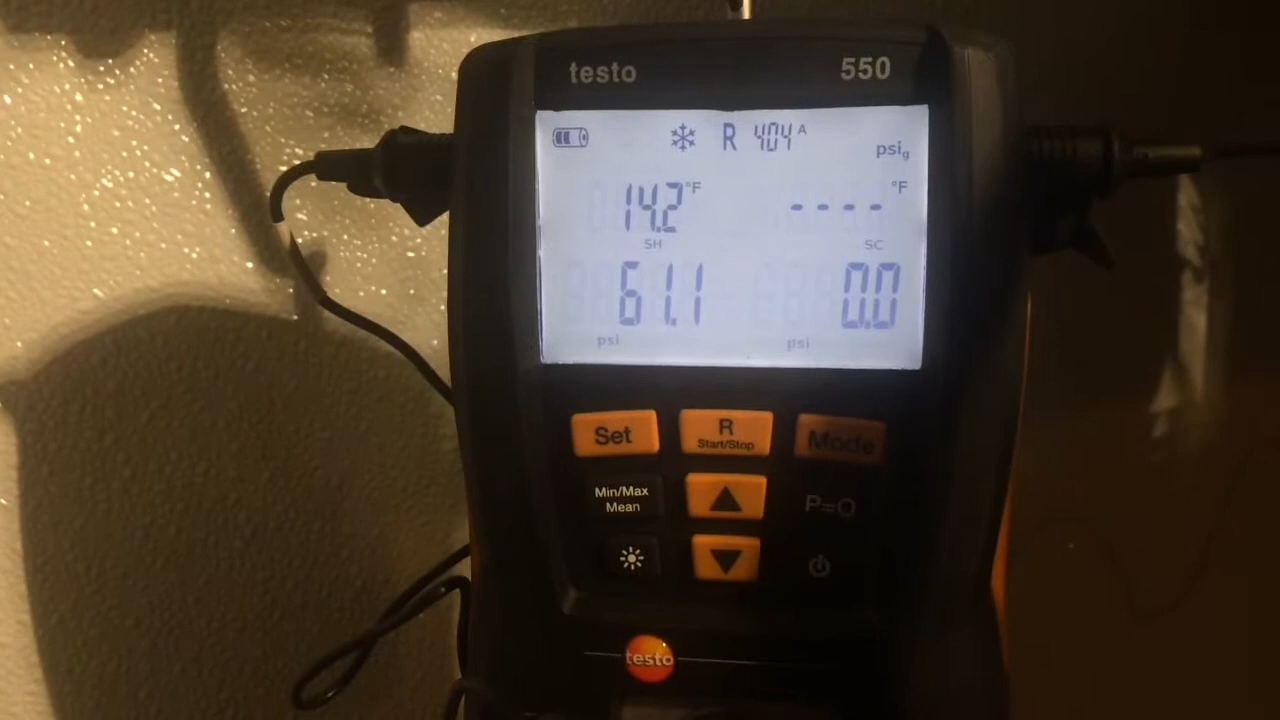 testo 550
R 404A
psig
14.2 °F ---- °F
SH SC
61.1 0.0
psi psi
Set R Mode
Start/Stop
Min/Max
Mean
P=0
testo